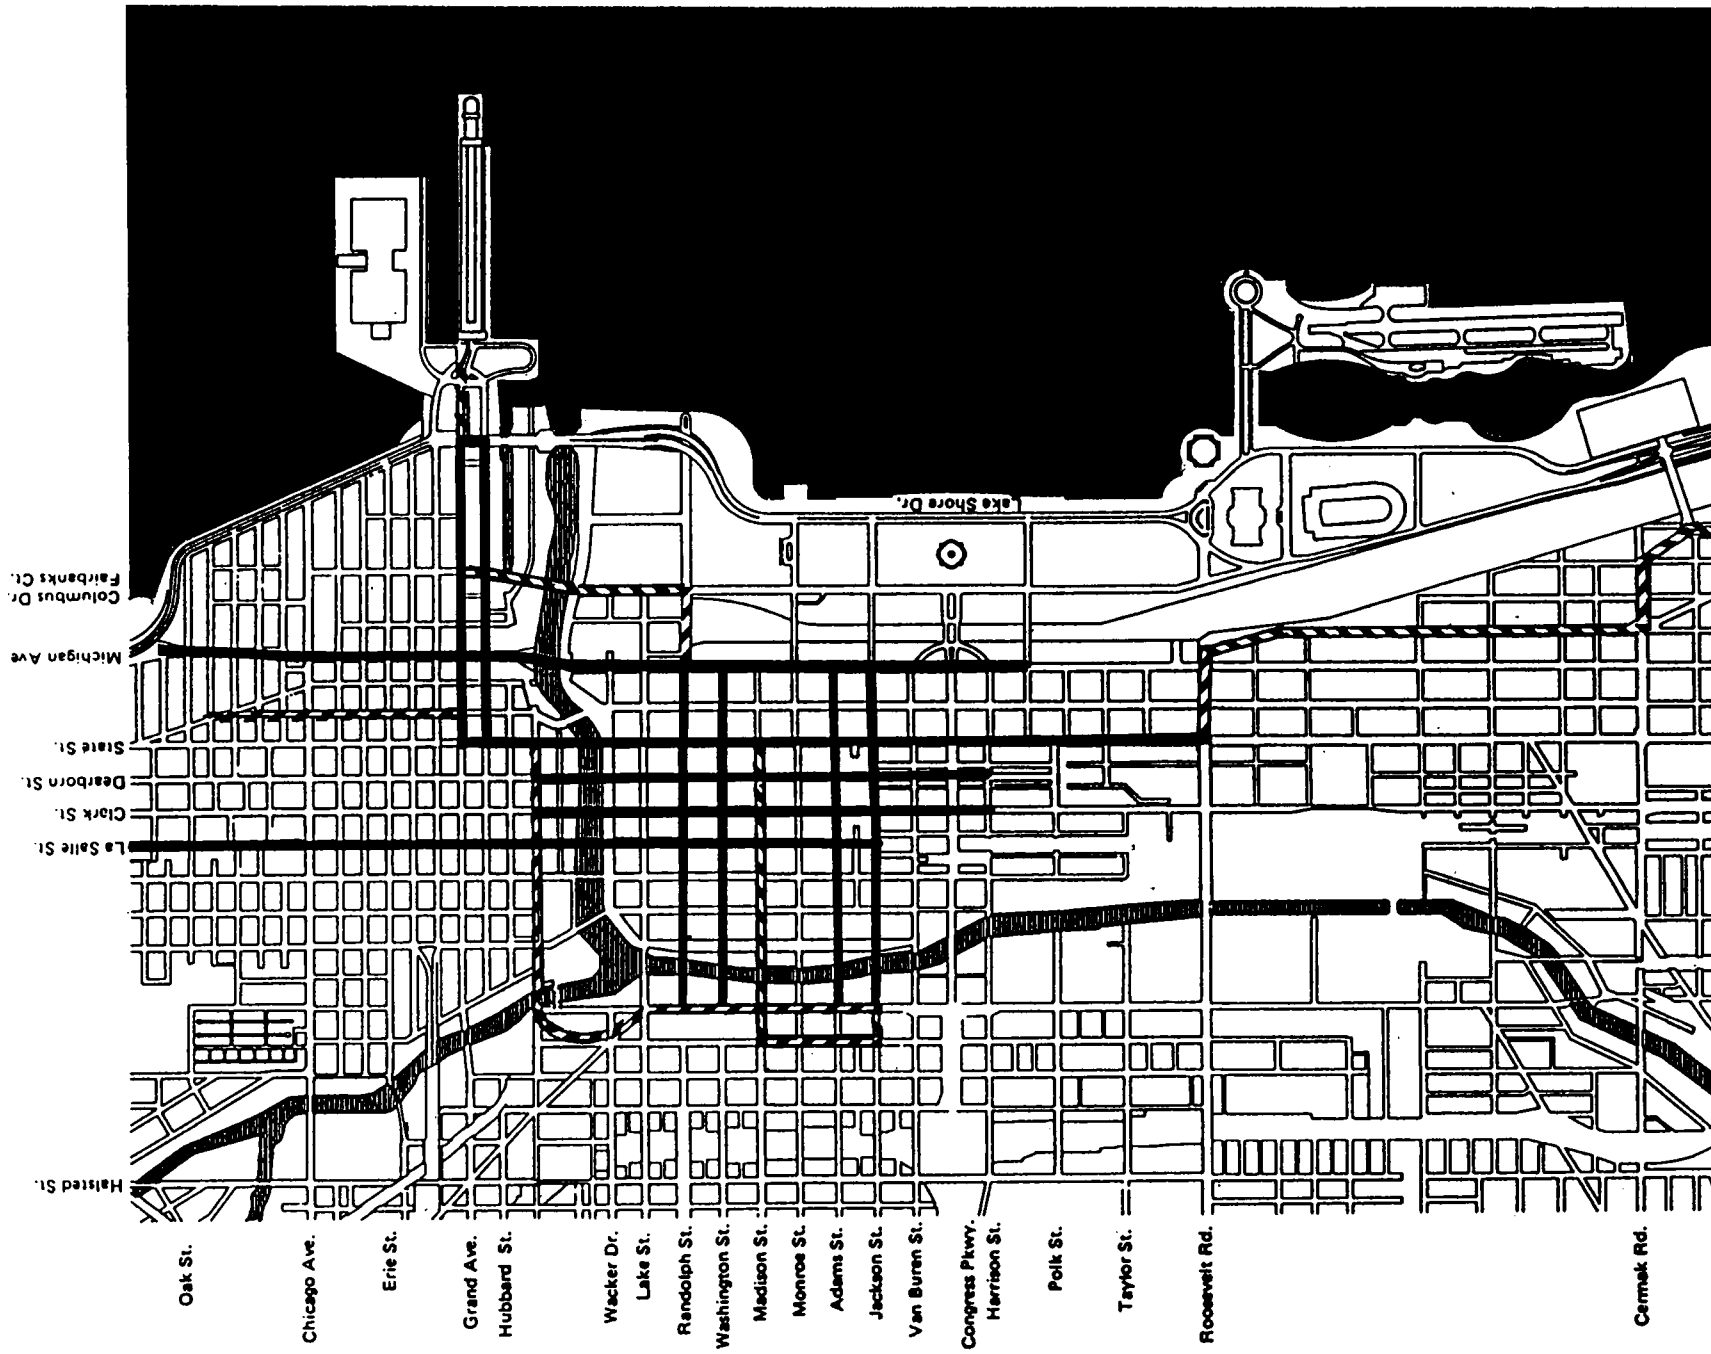 Lake Shore Dr.
Columbus Dr.
Fairbanks Ct.
Michigan Ave
State St.
Dearborn St.
Clark St.
La Salle St.
Halsted St.
Oak St.
Chicago Ave.
Erie St.
Grand Ave.
Hubbard St.
Wacker Dr.
Lake St.
Randolph St.
Washington St.
Madison St.
Monroe St.
Adams St.
Jackson St.
Van Buren St.
Congress Pkwy.
Harrison St.
Polk St.
Taylor St.
Roosevelt Rd.
Cermak Rd.